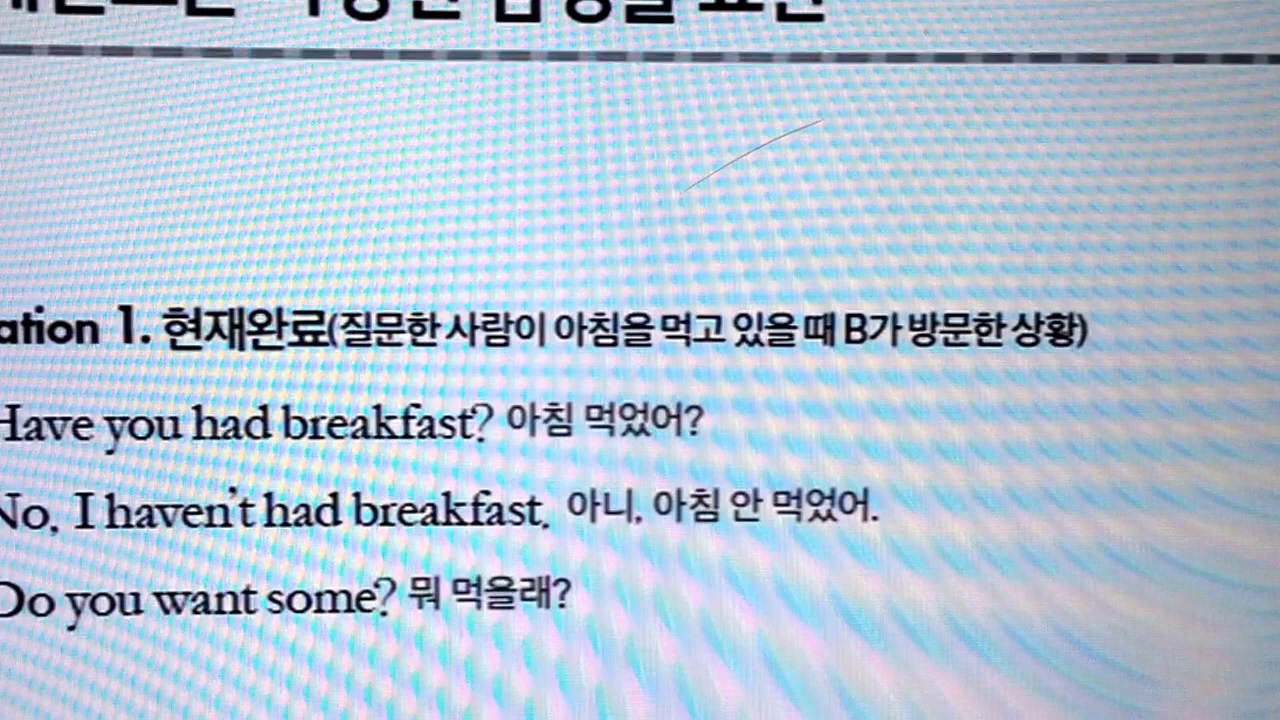 ation 1. 현재완료(질문한 사람이 아침을 먹고 있을 때 B가 방문한 상황)
Have you had breakfast? 아침 먹었어?
No, I haven't had breakfast. 아니, 아침 안 먹었어.
Do you want some? 뭐 먹을래?